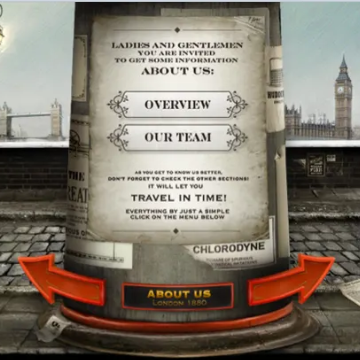 LADIES AND GENTLEMEN
YOU ARE INVITED
TO GET SOME INFORMATION
ABOUT US:
OVERVIEW
OUR TEAM
AS YOU GET TO KNOW US BETTER,
DON'T FORGET TO CHECK THE OTHER SECTIONS!
IT WILL LET YOU
TRAVEL IN TIME!
EVERYTHING BY JUST A SIMPLE
CLICK ON THE MENU BELOW
THE
CHLORODYNE
ABOUT US
LONDON 1880